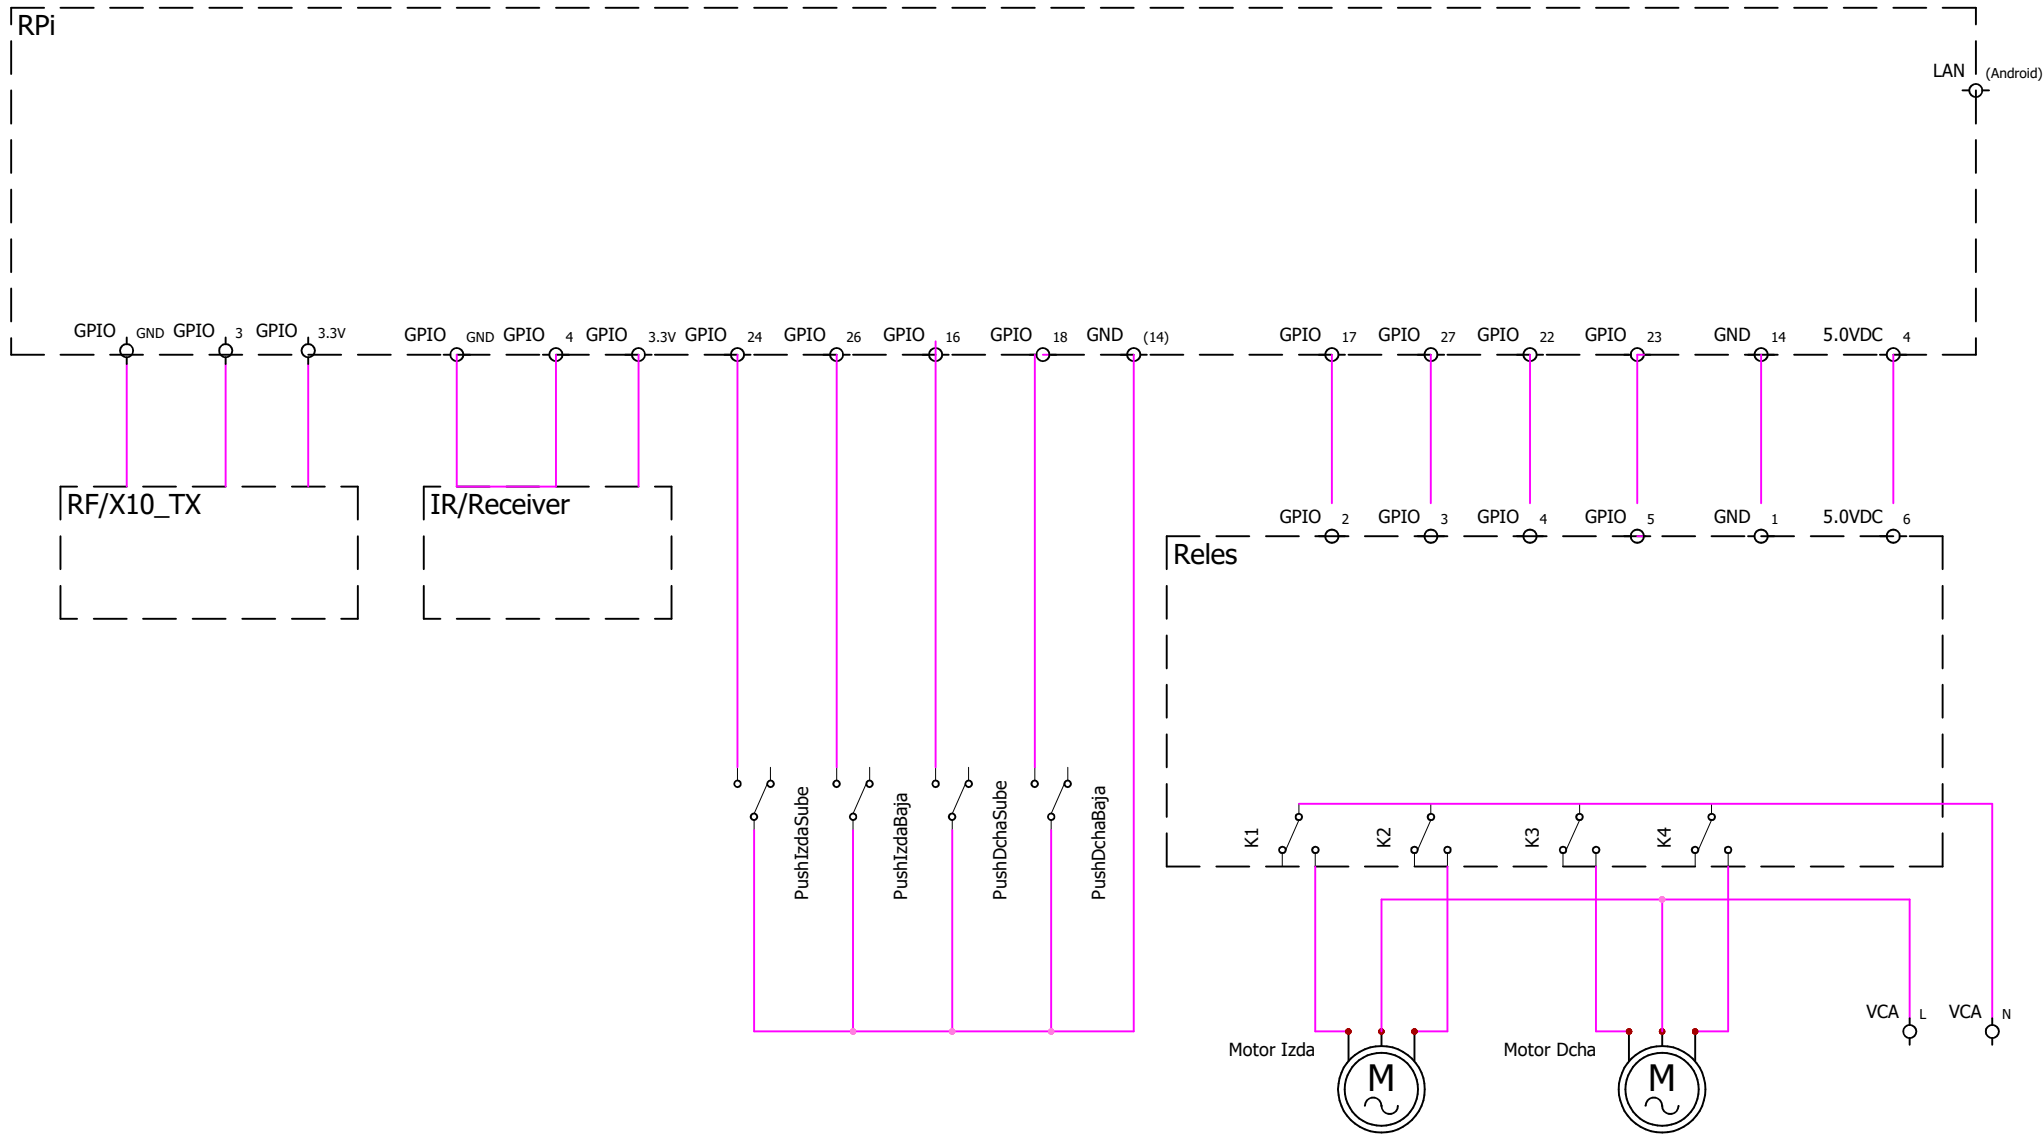 RPi
LAN (Android)
GPIO GND GPIO 3 GPIO 3.3V GPIO GND GPIO 4 GPIO 3.3V GPIO 24 GPIO 26 GPIO 16 GPIO 18 GND (14) GPIO 17 GPIO 27 GPIO 22 GPIO 23 GND 14 5.0VDC 4
RF/X10_TX
IR/Receiver
GPIO 2 GPIO 3 GPIO 4 GPIO 5 GND 1 5.0VDC 6
Reles
PushIzdaSube
PushIzdaBaja
PushDchaSube
PushDchaBaja
K1
K2
K3
K4
VCA L VCA N
Motor Izda
M
Motor Dcha
M